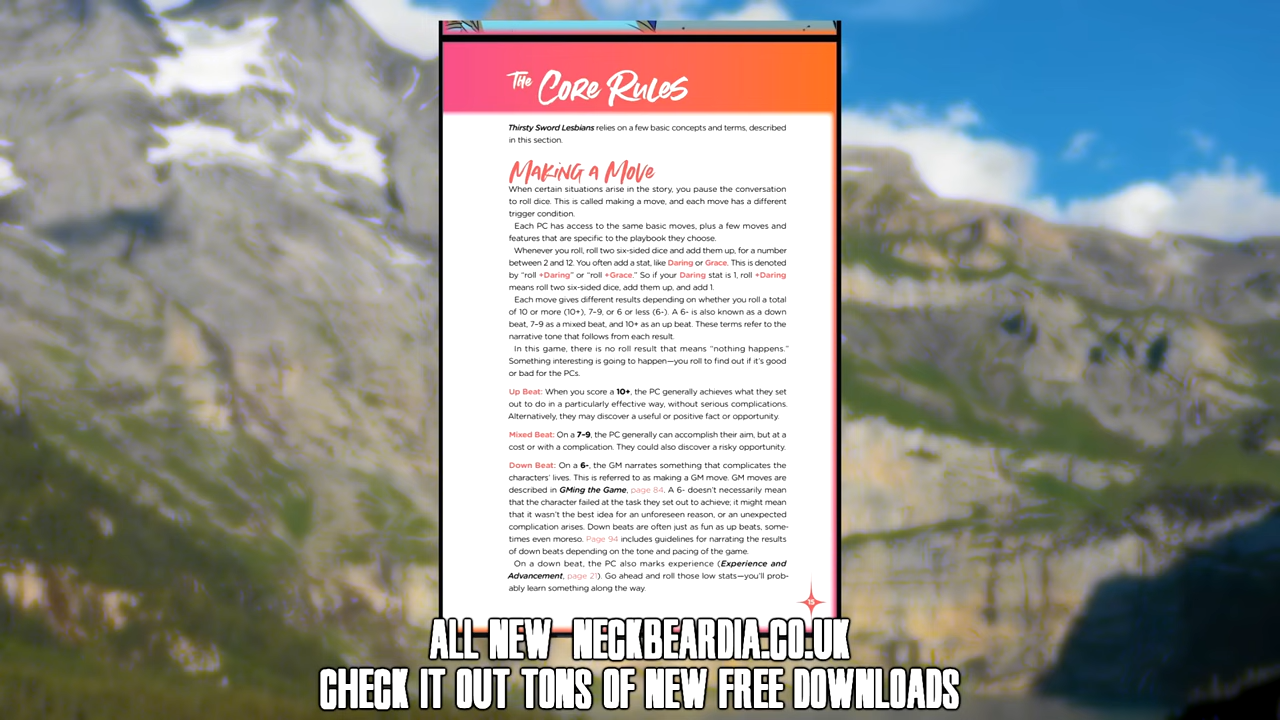 The Core Rules
Thirsty Sword Lesbians relies on a few basic concepts and terms, described
in this section.
Making a Move
When certain situations arise in the story, you pause the conversation
to roll dice. This is called making a move, and each move has a different
trigger condition.
Each PC has access to the same basic moves, plus a few moves and
features that are specific to the playbook they choose.
Whenever you roll, roll two six-sided dice and add them up, for a number
between 2 and 12. You often add a stat, like Daring or Grace. This is denoted
by “roll +Daring” or “roll +Grace.” So if your Daring stat is 1, roll +Daring
means roll two six-sided dice, add them up, and add 1.
Each move gives different results depending on whether you roll a total
of 10 or more (10+), 7–9, or 6 or less (6-). A 6- is also known as a down
beat, 7–9 as a mixed beat, and 10+ as an up beat. These terms refer to the
narrative tone that follows from each result.
In this game, there is no roll result that means “nothing happens.”
Something interesting is going to happen—you roll to find out if it’s good
or bad for the PCs.
Up Beat: When you score a 10+, the PC generally achieves what they set
out to do in a particularly effective way, without serious complications.
Alternatively, they may discover a useful or positive fact or opportunity.
Mixed Beat: On a 7–9, the PC generally can accomplish their aim, but at a
cost or with a complication. They could also discover a risky opportunity.
Down Beat: On a 6-, the GM narrates something that complicates the
characters’ lives. This is referred to as making a GM move. GM moves are
described in GMing the Game, page 84. A 6- doesn’t necessarily mean
that the character failed at the task they set out to achieve; it might mean
that it wasn’t the best idea for an unforeseen reason, or an unexpected
complication arises. Down beats are often just as fun as up beats, some-
times even moreso. Page 94 includes guidelines for narrating the results
of down beats depending on the tone and pacing of the game.
On a down beat, the PC also marks experience (Experience and
Advancement, page 21). Go ahead and roll those low stats—you’ll prob-
ably learn something along the way.
ALL NEW NECKBEARDIA.CO.UK
CHECK IT OUT TONS OF NEW FREE DOWNLOADS